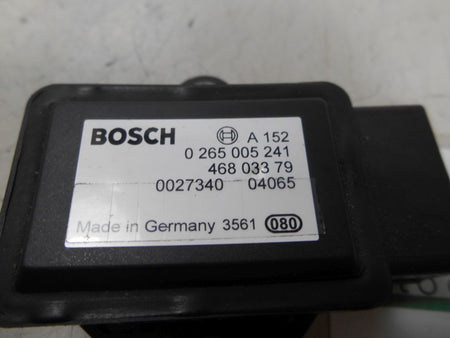 BOSCH A 152
0 265 005 241
468 033 79
0027340 04065
Made in Germany 3561 080